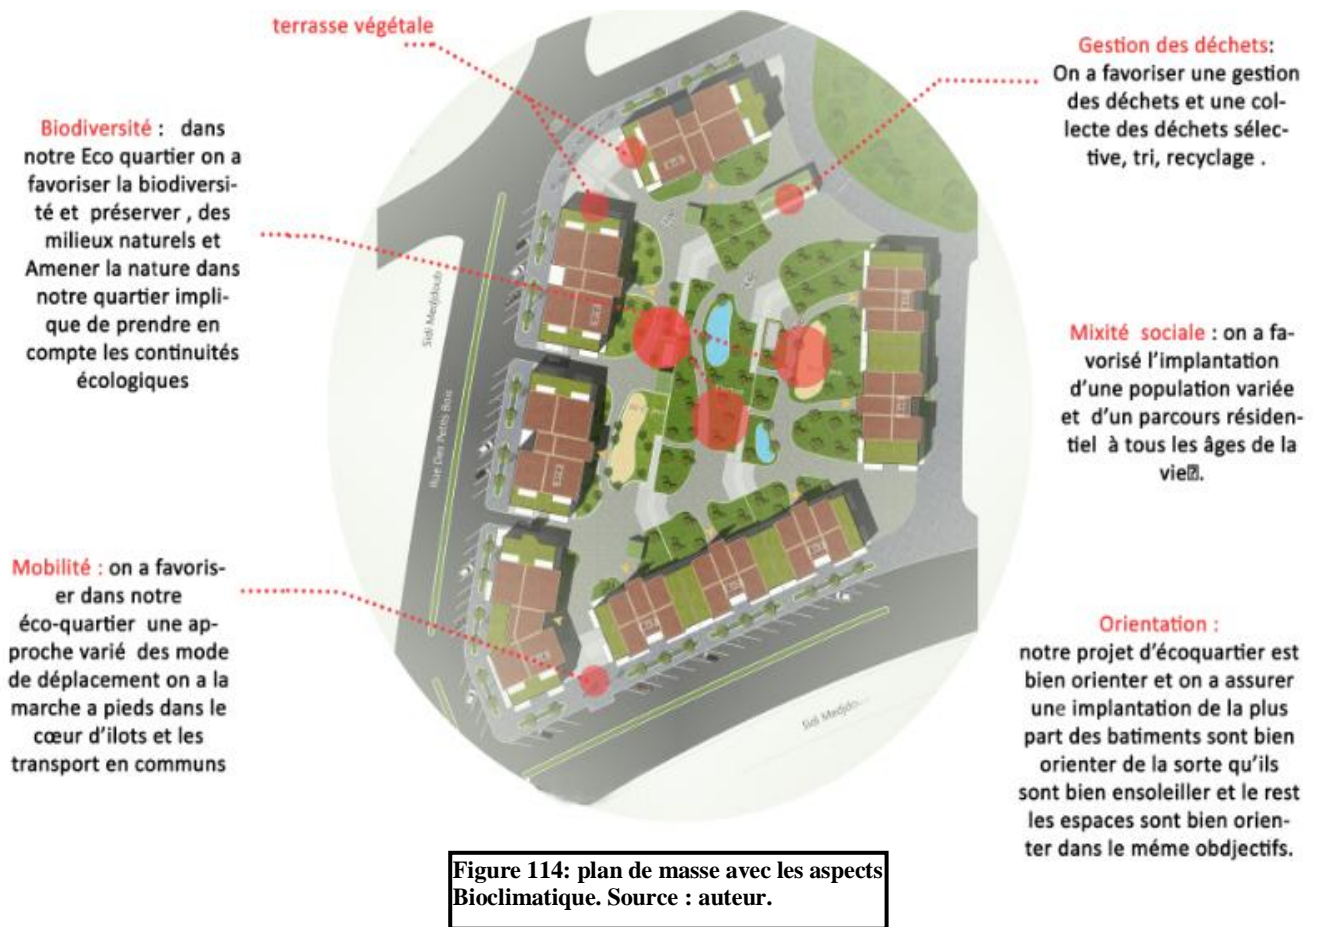 terrasse végétale
Gestion des déchets:
On a favoriser une gestion
des déchets et une col-
lecte des déchets sélec-
tive, tri, recyclage .
Biodiversité : dans
notre Eco quartier on a
favoriser la biodiversi-
té et préserver , des
milieux naturels et
Amener la nature dans
notre quartier impli-
que de prendre en
compte les continuités
écologiques
Mixité sociale : on a fa-
vorisé l'implantation
d'une population variée
et d'un parcours résiden-
tiel à tous les âges de la
vie.
Mobilité : on a favoris-
er dans notre
éco-quartier une ap-
proche varié des mode
de déplacement on a la
marche a pieds dans le
cœur d'ilots et les
transport en communs
Orientation :
notre projet d'écoquartier est
bien orienter et on a assurer
une implantation de la plus
part des batiments sont bien
orienter de la sorte qu'ils
sont bien ensoleiller et le rest
les espaces sont bien orien-
ter dans le méme obdjectifs.
Sidi Medjdoub
Rue Des Petits Bois
Sidi
Figure 114: plan de masse avec les aspects
Bioclimatique. Source : auteur.